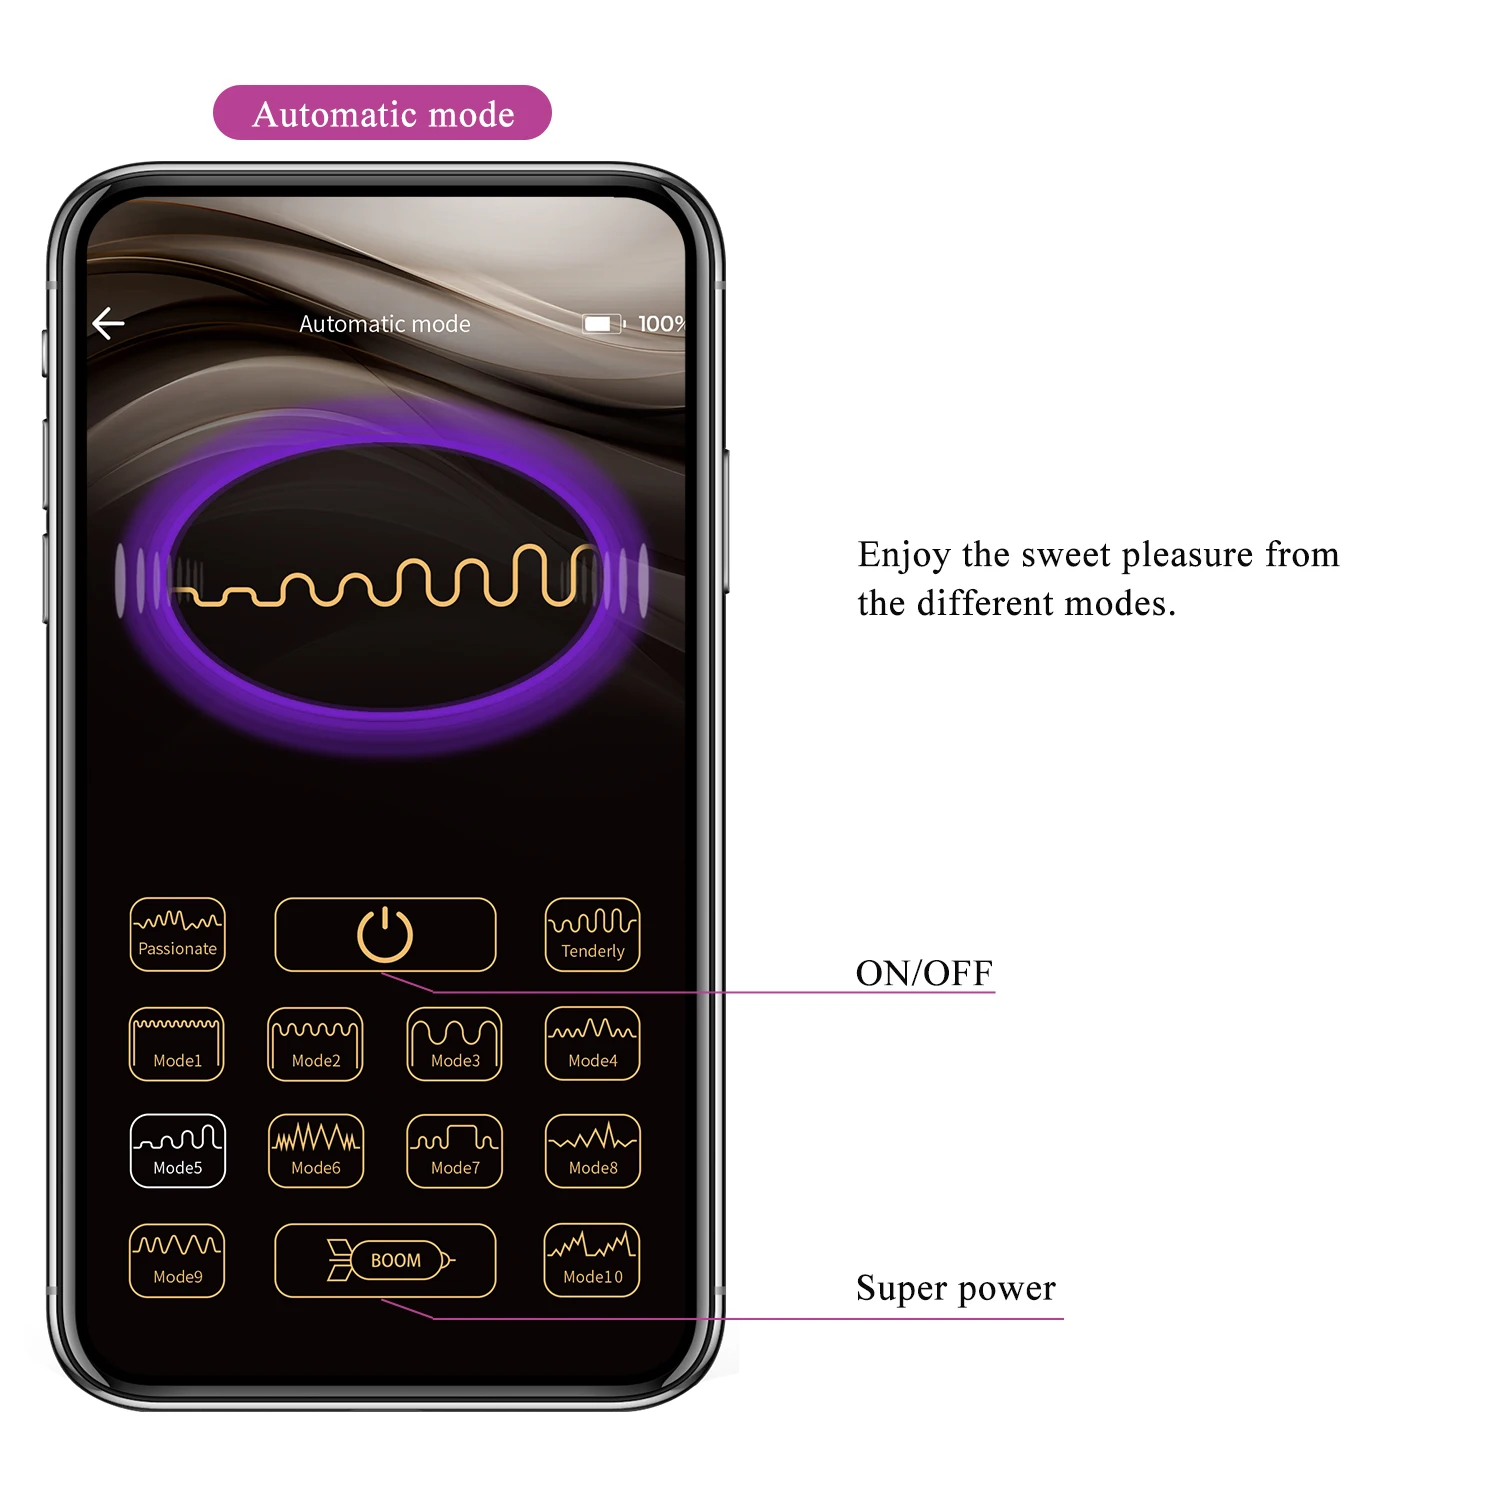 Automatic mode
Automatic mode
100%
Enjoy the sweet pleasure from
the different modes.
Passionate
Tenderly
ON/OFF
Mode1
Mode2
Mode3
Mode4
Mode5
Mode6
Mode7
Mode8
Mode9
BOOM
Mode10
Super power